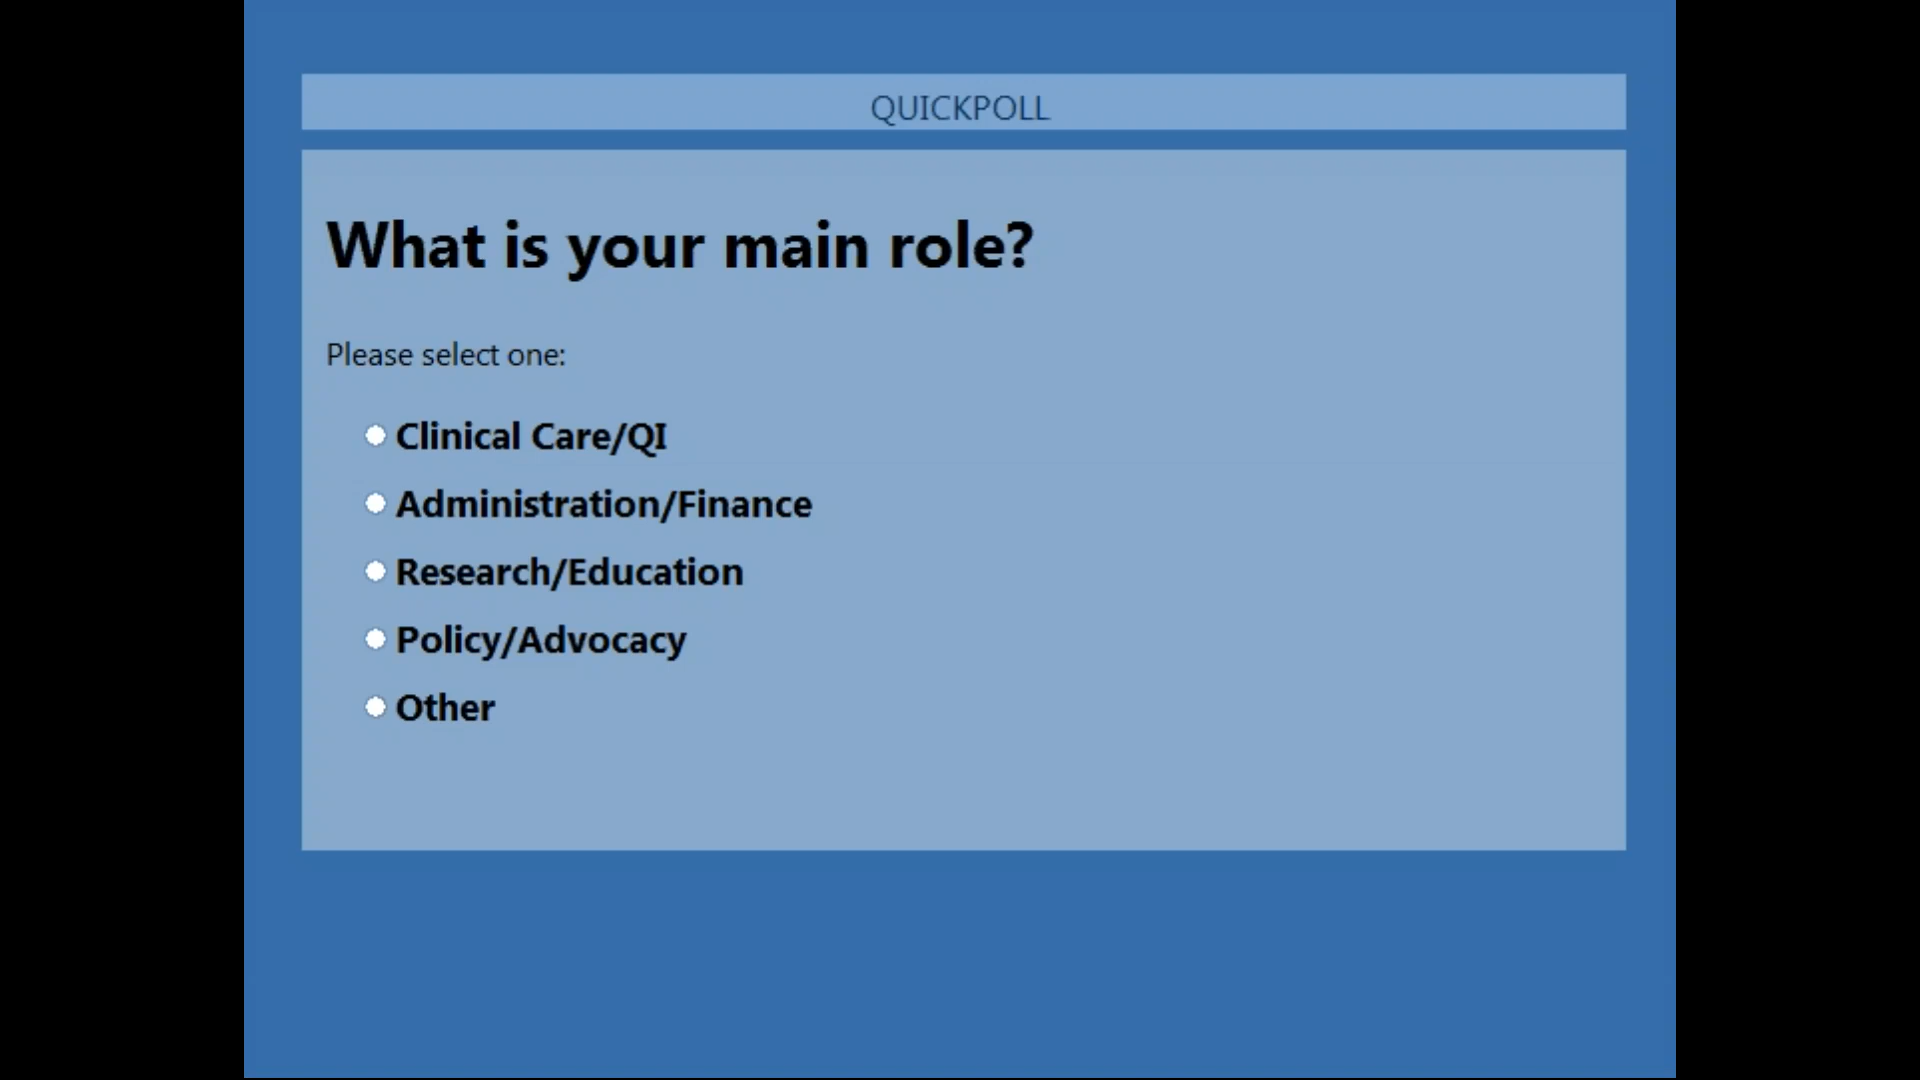 QUICKPOLL
What is your main role?
Please select one:
Clinical Care/QI
Administration/Finance
Research/Education
Policy/Advocacy
Other